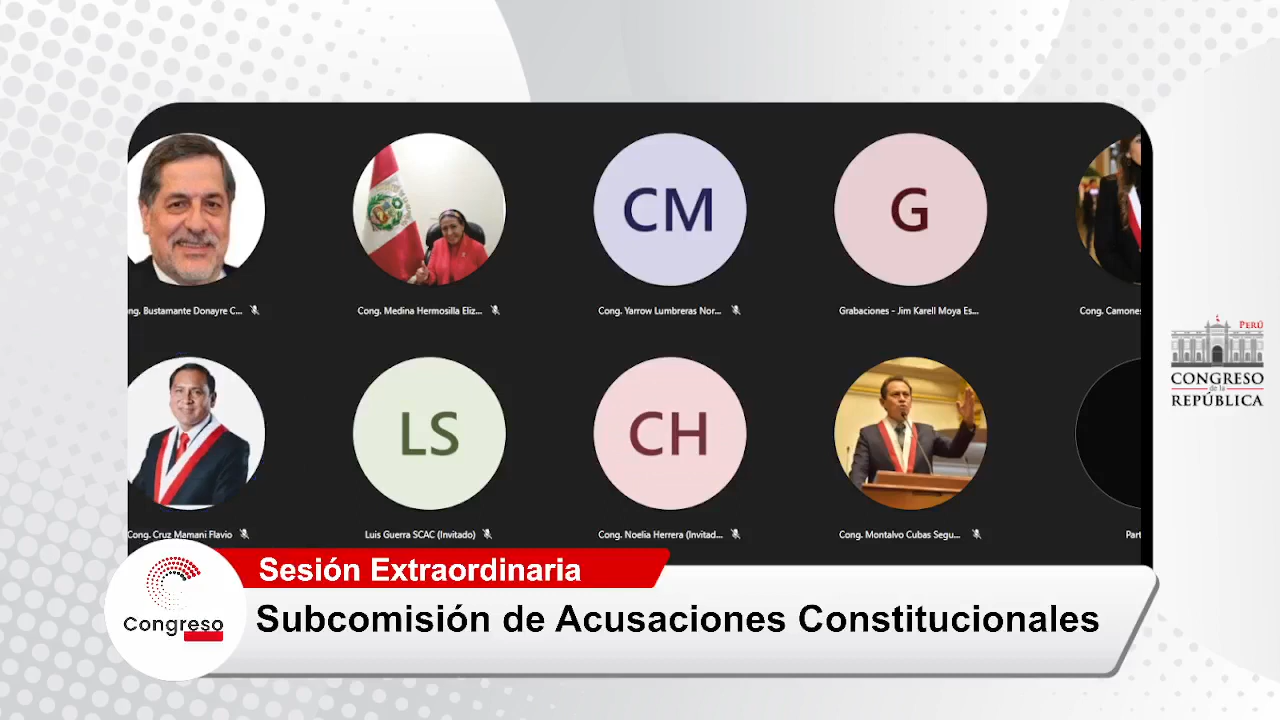 CM
G
ng. Bustamante Donayre C...
Cong. Medina Hermosilla Eliz...
Cong. Yarrow Lumbreras Nor...
Grabaciones - Jim Karell Moya Es...
Cong. Camones
PERÚ
CONGRESO
de la
REPÚBLICA
LS
CH
Cong. Cruz Mamani Flavio
Luis Guerra SCAC (Invitado)
Cong. Noelia Herrera (Invitad...
Cong. Montalvo Cubas Segu...
Part
Sesión Extraordinaria
Congreso
Subcomisión de Acusaciones Constitucionales